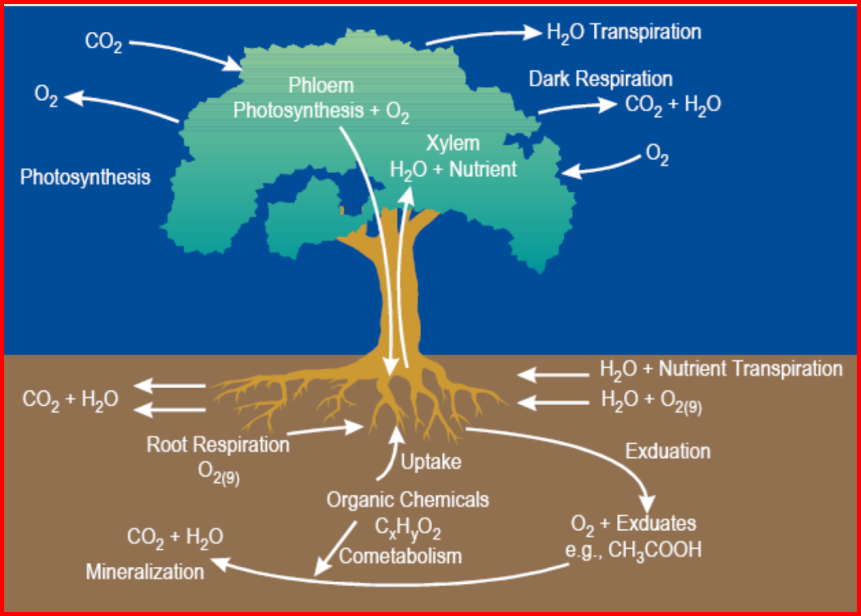 CO₂
H₂O Transpiration
O₂
Phloem
Photosynthesis + O₂
Dark Respiration
CO₂ + H₂O
Xylem
H₂O + Nutrient
O₂
Photosynthesis
H₂O + Nutrient Transpiration
CO₂ + H₂O
H₂O + O₂₍₉₎
Root Respiration
O₂₍₉₎
Uptake
Exduation
Organic Chemicals
CₓHᵧO₂
Cometabolism
O₂ + Exduates
e.g., CH₃COOH
CO₂ + H₂O
Mineralization